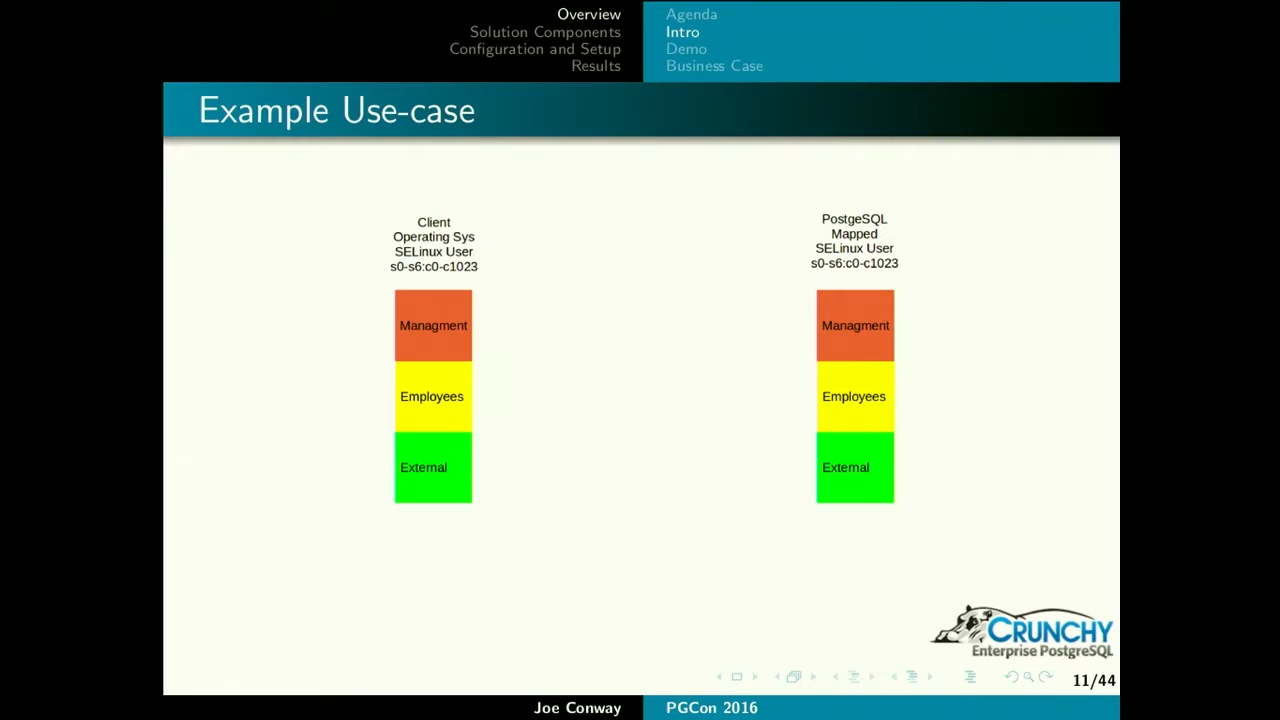 Overview
Solution Components
Configuration and Setup
Results
Agenda
Intro
Demo
Business Case
Example Use-case
Client
Operating Sys
SELinux User
s0-s6:c0-c1023
Managment
Employees
External
PostgeSQL
Mapped
SELinux User
s0-s6:c0-c1023
Managment
Employees
External
CRUNCHY
Enterprise PostgreSQL
11/44
Joe Conway
PGCon 2016